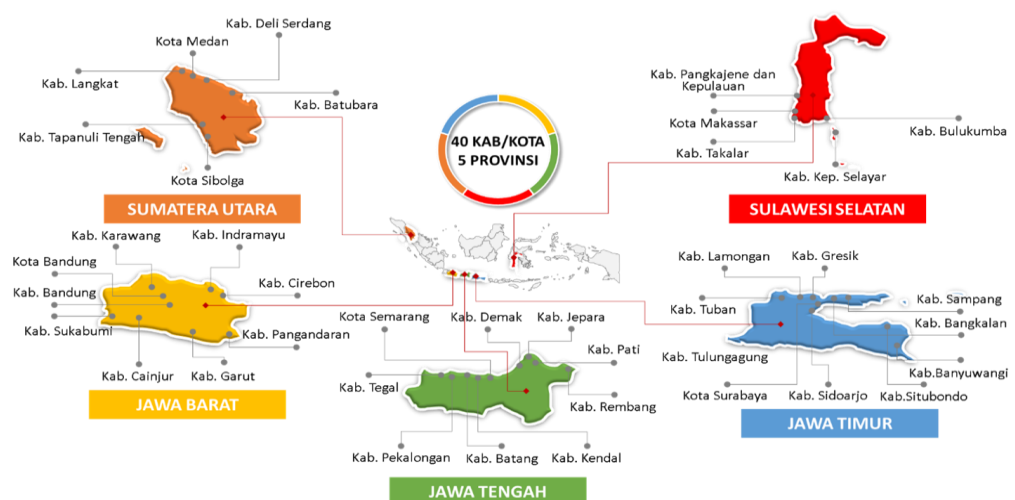 Kab. Deli Serdang
Kota Medan
Kab. Langkat
Kab. Batubara
Kab. Tapanuli Tengah
Kota Sibolga
SUMATERA UTARA
40 KAB/KOTA
5 PROVINSI
Kab. Pangkajene dan
Kepulauan
Kota Makassar
Kab. Bulukumba
Kab. Takalar
Kab. Kep. Selayar
SULAWESI SELATAN
Kab. Karawang
Kab. Indramayu
Kota Bandung
Kab. Cirebon
Kab. Bandung
Kab. Sukabumi
Kab. Pangandaran
Kab. Cainjur
Kab. Garut
JAWA BARAT
Kota Semarang
Kab. Demak
Kab. Jepara
Kab. Pati
Kab. Tegal
Kab. Rembang
Kab. Pekalongan
Kab. Batang
Kab. Kendal
JAWA TENGAH
Kab. Lamongan
Kab. Gresik
Kab. Tuban
Kab. Sampang
Kab. Bangkalan
Kab. Tulungagung
Kab.Banyuwangi
Kota Surabaya
Kab. Sidoarjo
Kab.Situbondo
JAWA TIMUR